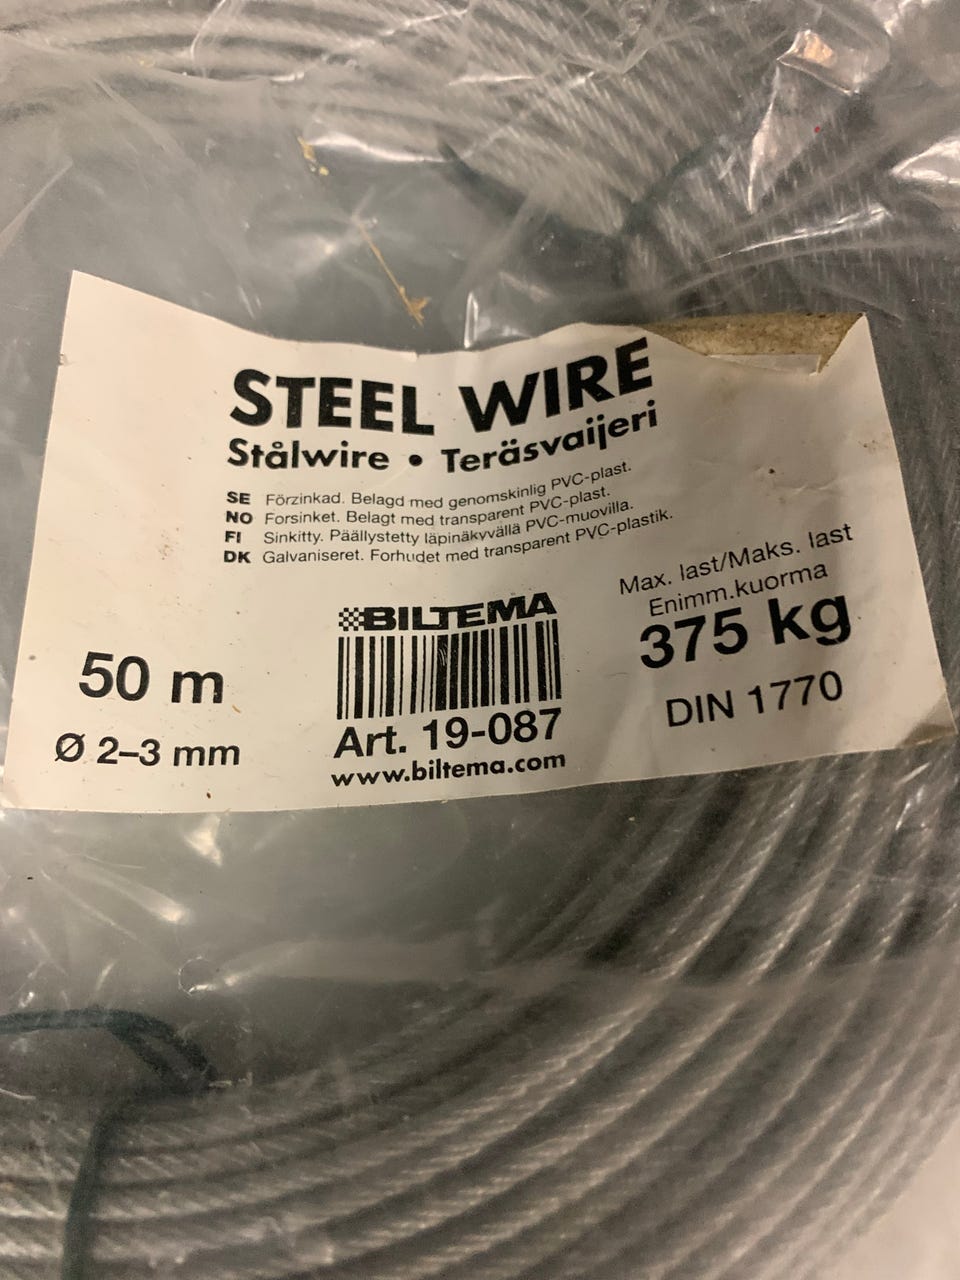 STEEL WIRE
Stålwire • Teräsvaijeri
SE Förzinkad. Belagd med genomskinlig PVC-plast.
NO Forsinket. Belagt med transparent PVC-plast.
FI Sinkitty. Päällystetty läpinäkyvällä PVC-muovilla.
DK Galvaniseret. Forhudet med transparent PVC-plastik.
50 m
Ø 2–3 mm
BILTEMA
Art. 19-087
www.biltema.com
Max. last/Maks. last
Enimm.kuorma
375 kg
DIN 1770